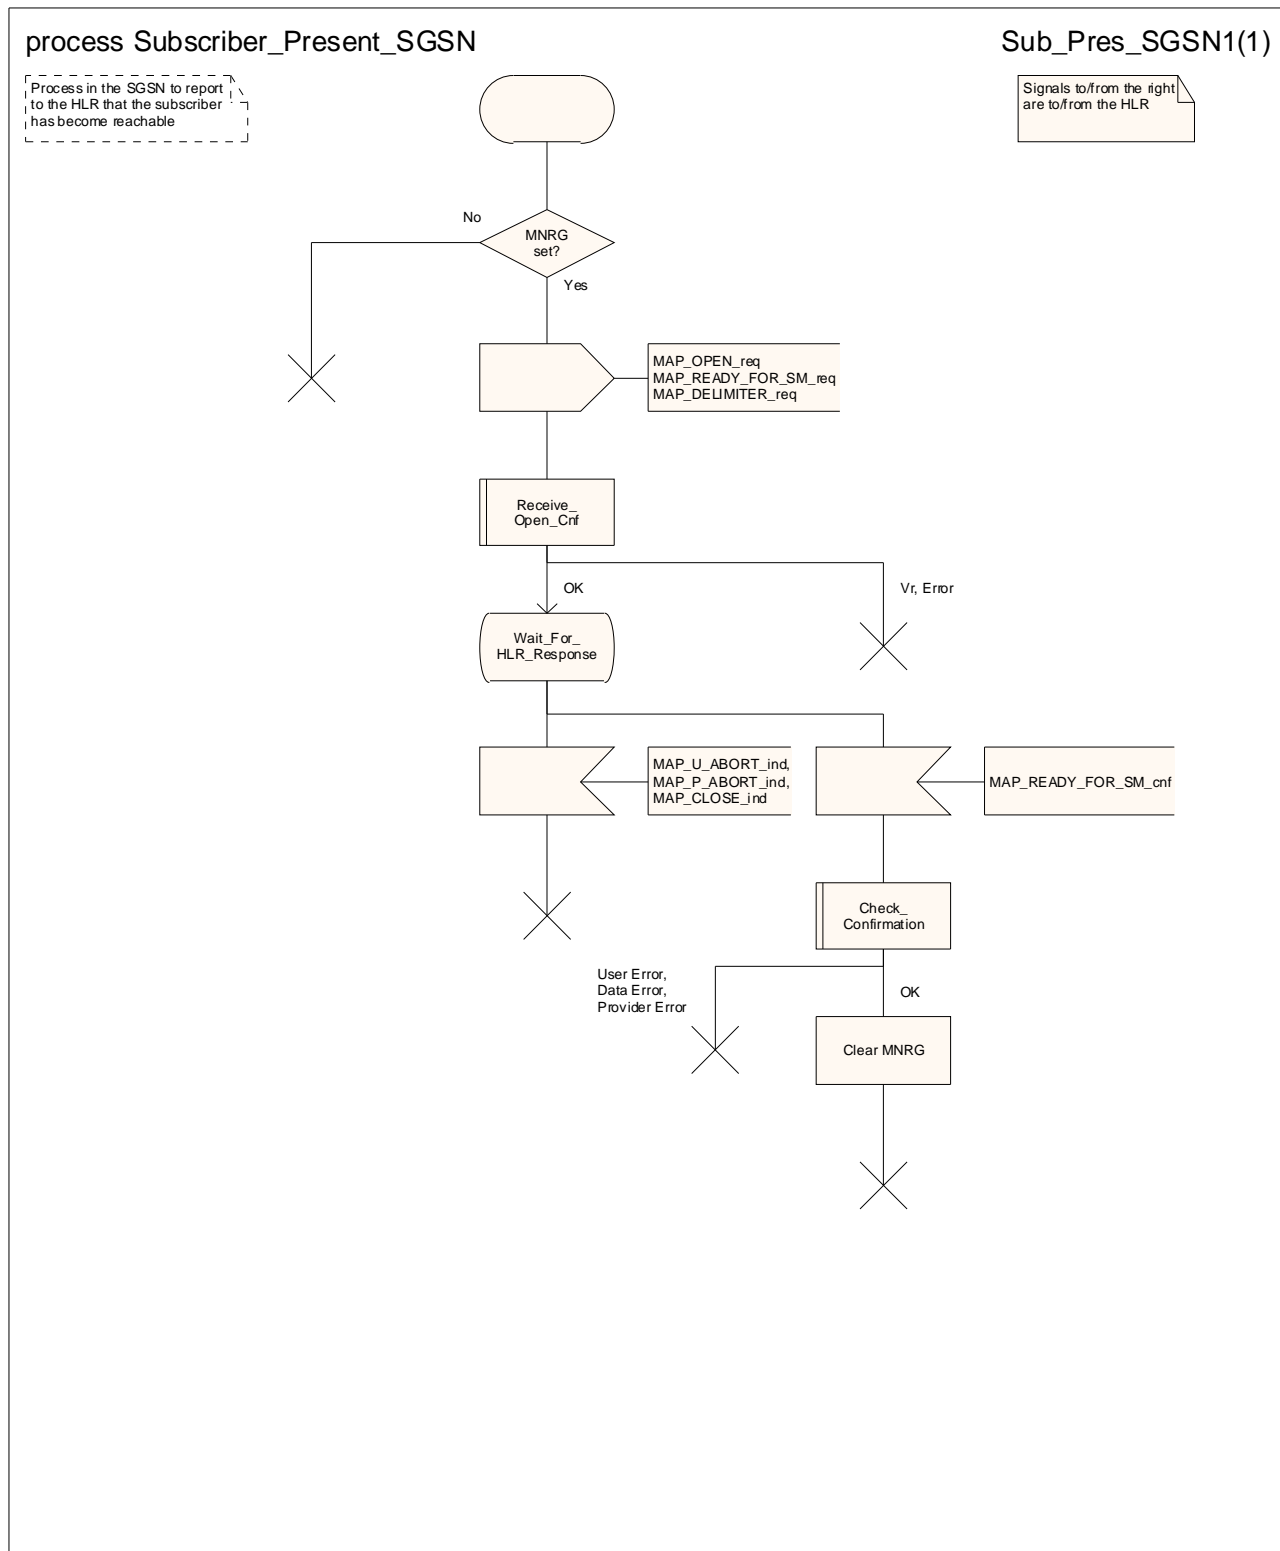 process Subscriber_Present_SGSN
Sub_Pres_SGSN1(1)
Process in the SGSN to report
to the HLR that the subscriber
has become reachable
Signals to/from the right
are to/from the HLR
No
MNRG
set?
Yes
MAP_OPEN_req
MAP_READY_FOR_SM_req
MAP_DELIMITER_req
Receive_
Open_Cnf
OK
Vr, Error
Wait_For_
HLR_Response
MAP_U_ABORT_ind,
MAP_P_ABORT_ind,
MAP_CLOSE_ind
MAP_READY_FOR_SM_cnf
Check_
Confirmation
User Error,
Data Error,
Provider Error
OK
Clear MNRG